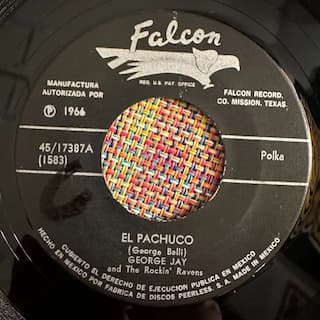 Falcon
REG. U.S. PAT OFFICE
MANUFACTURA
AUTORIZADA POR
Ⓟ 1966
FALCON RECORD.
CO. MISSION, TEXAS.
45/17387A
(1583)
Polka
EL PACHUCO
(George Belli)
GEORGE JAY
and The Rockin' Ravens
CUBIERTO EL DERECHO DE EJECUCION PUBLICA EN MEXICO
HECHO EN MEXICO POR FABRICA DE DISCOS PEERLESS. S.A. MEXICO